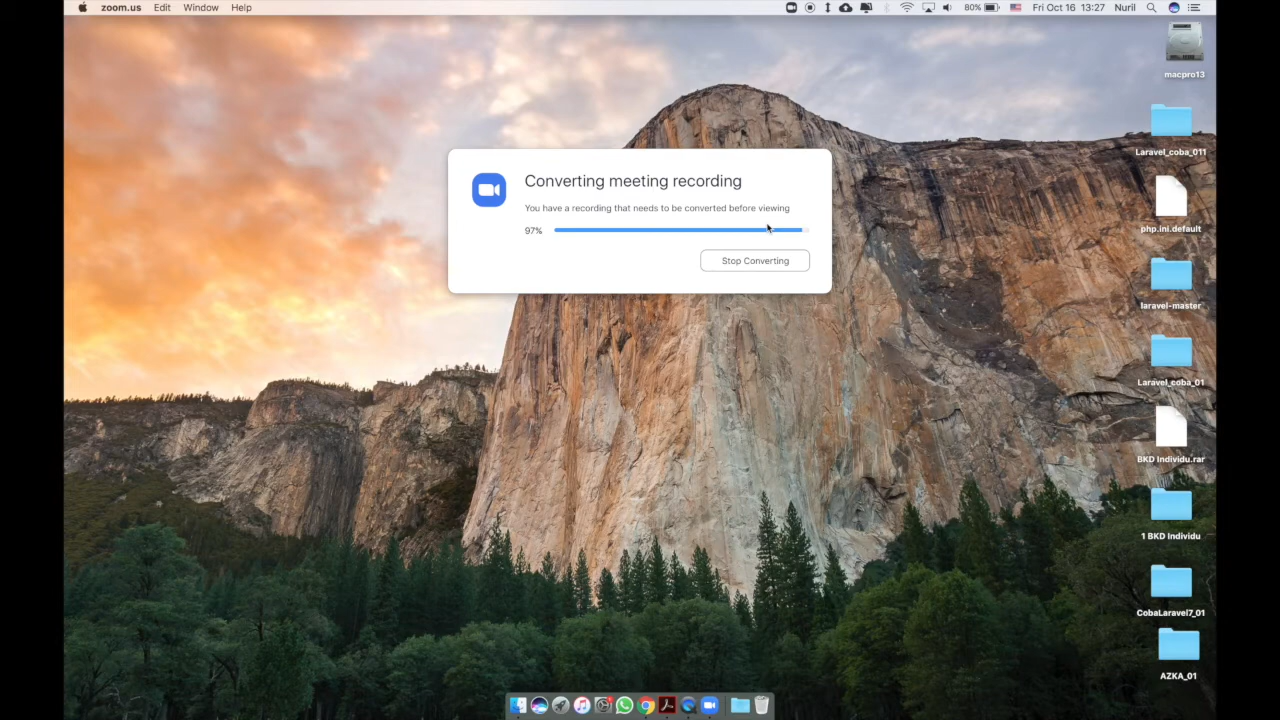 zoom.us Edit Window Help 80% Fri Oct 16 13:27 Nuril
macpro13
Laravel_coba_011
php.ini.default
laravel-master
Laravel_coba_01
BKD Individu.rar
1 BKD Individu
CobaLaravel7_01
AZKA_01
Converting meeting recording
You have a recording that needs to be converted before viewing
97%
Stop Converting